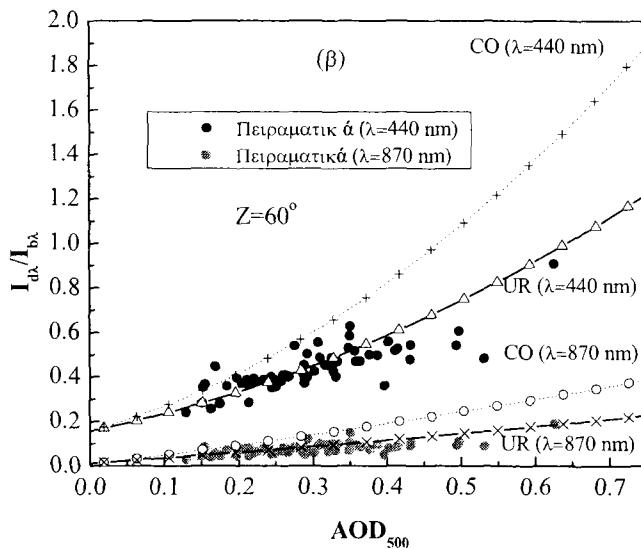 2.0
1.8
1.6
1.4
1.2
1.0
0.8
0.6
0.4
0.2
0.0
I_dλ/I_bλ
(β)
CO (λ=440 nm)
Πειραματικ ά (λ=440 nm)
Πειραματικά (λ=870 nm)
Z=60°
UR (λ=440 nm)
CO (λ=870 nm)
UR (λ=870 nm)
0.0 0.1 0.2 0.3 0.4 0.5 0.6 0.7
AOD₅₀₀